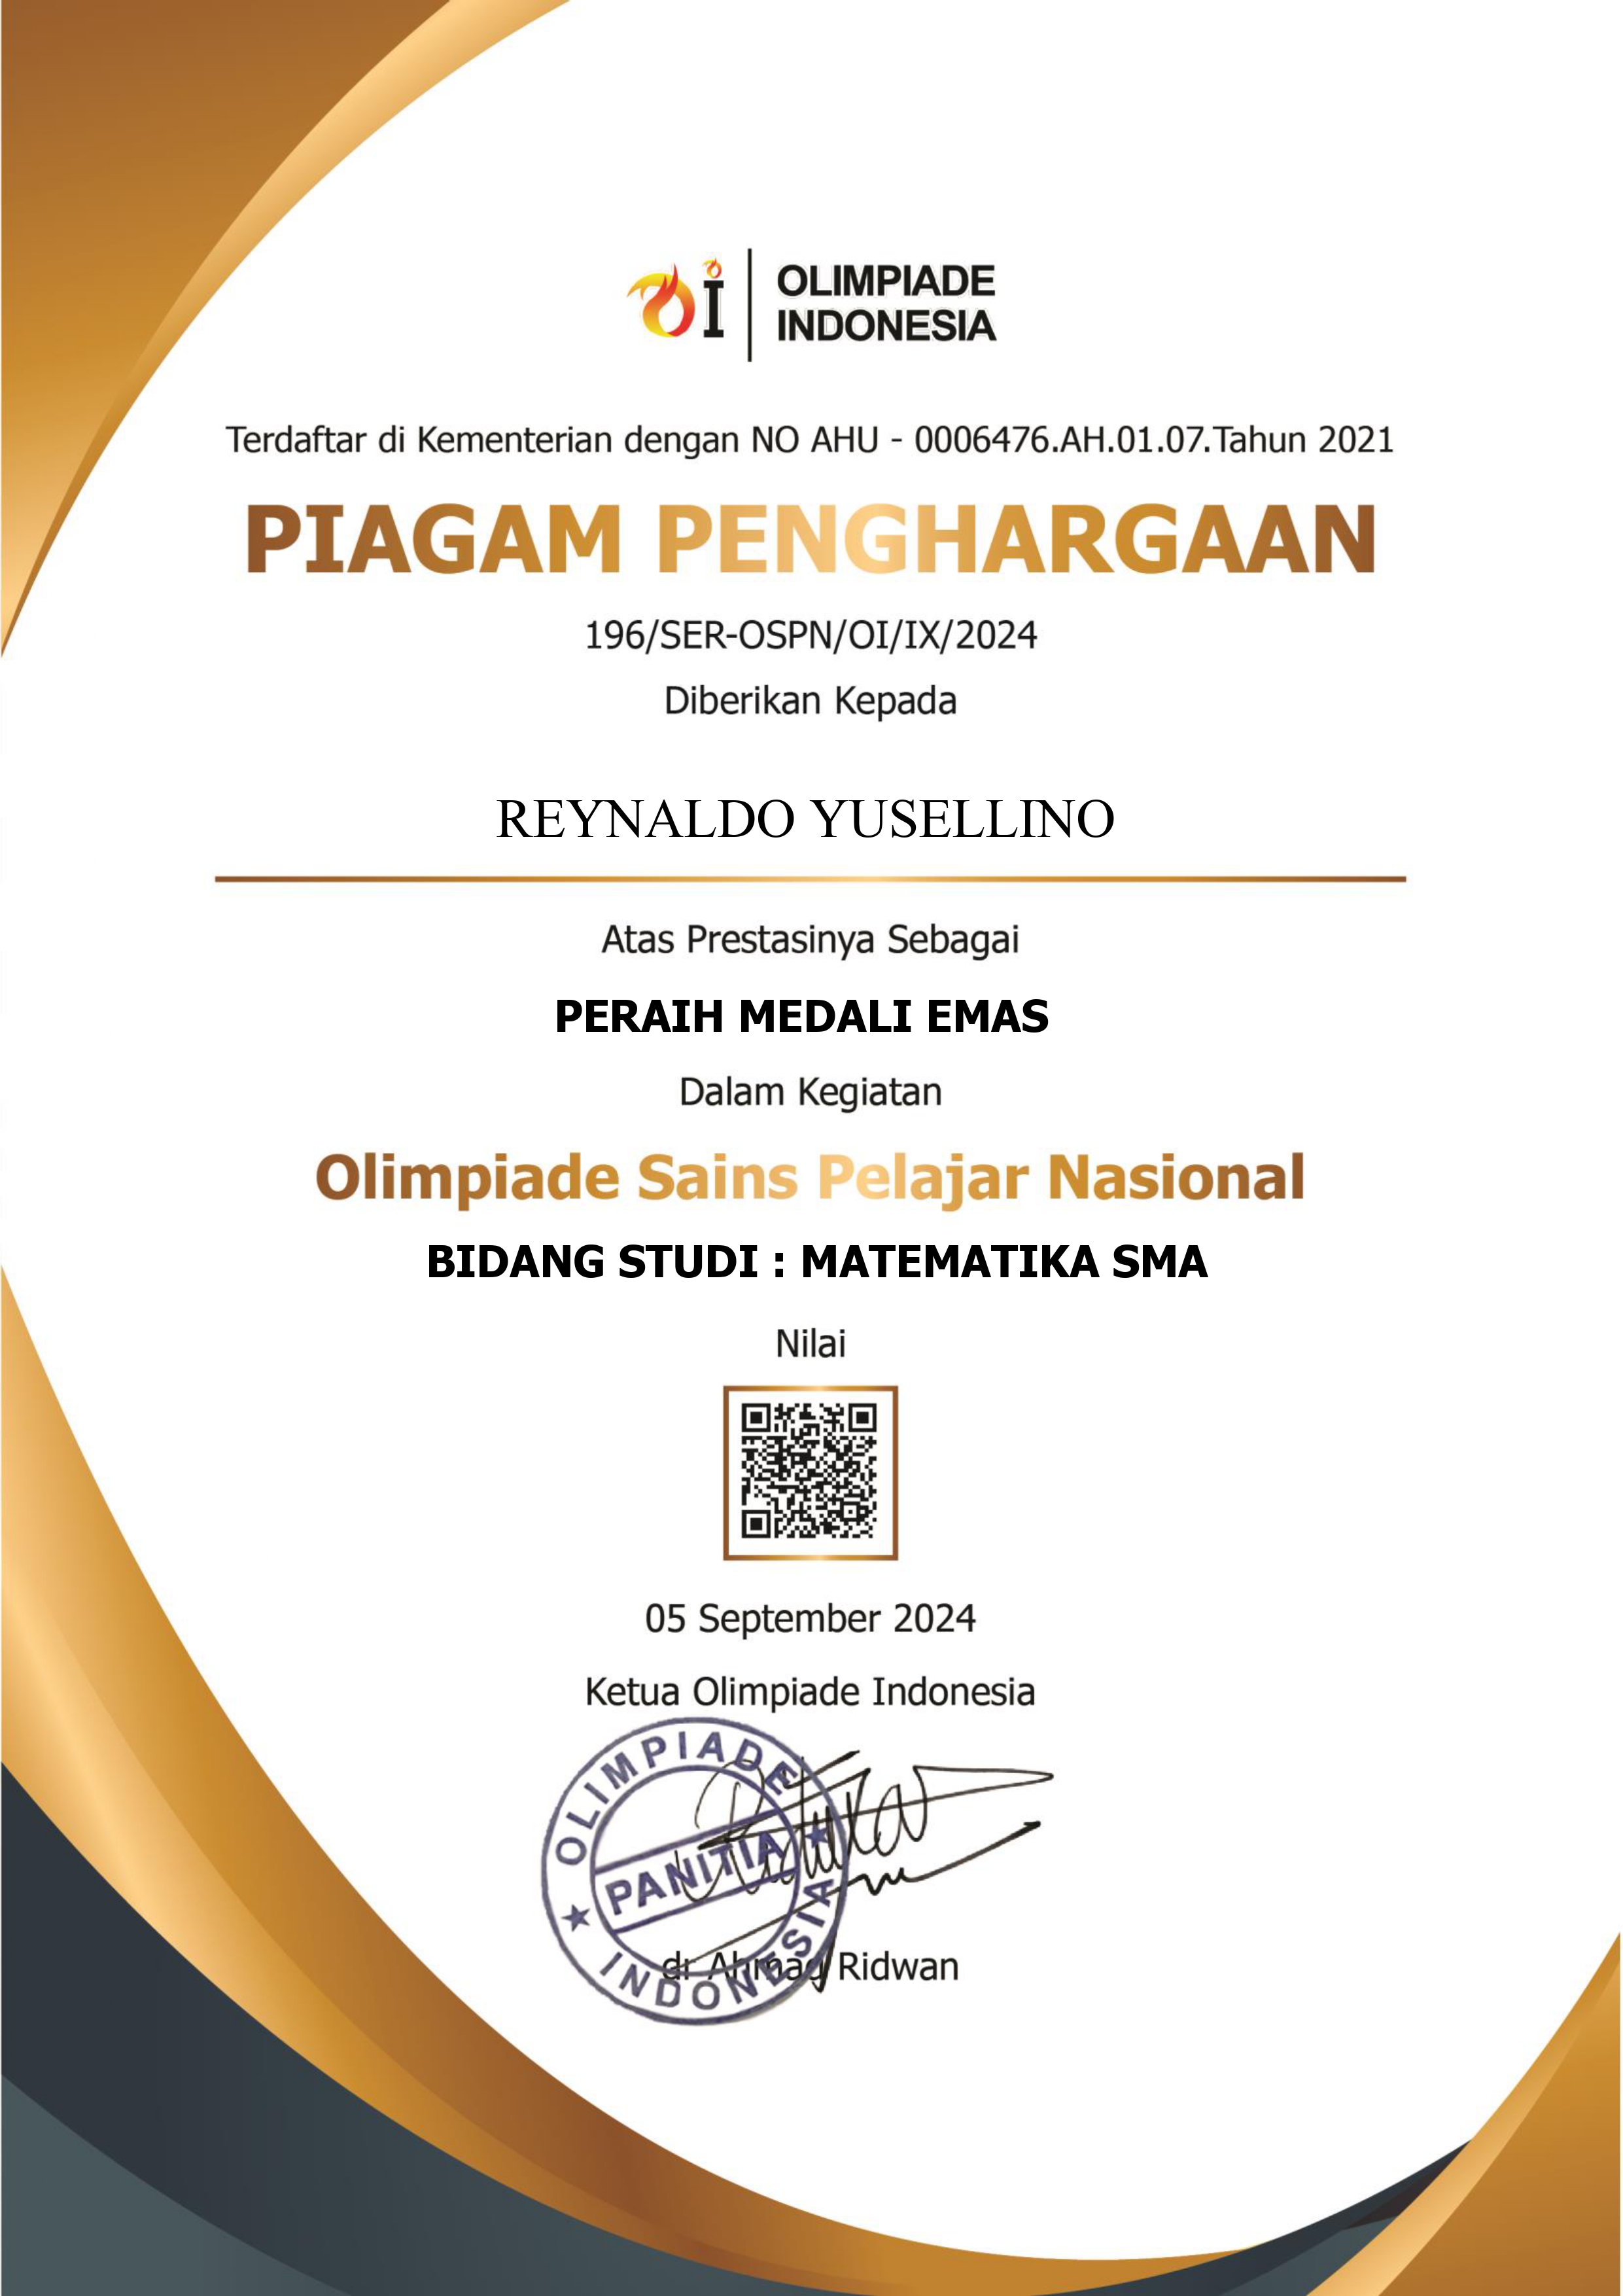 OI
OLIMPIADE
INDONESIA
Terdaftar di Kementerian dengan NO AHU - 0006476.AH.01.07.Tahun 2021
PIAGAM PENGHARGAAN
196/SER-OSPN/OI/IX/2024
Diberikan Kepada
REYNALDO YUSELLINO
Atas Prestasinya Sebagai
PERAIH MEDALI EMAS
Dalam Kegiatan
Olimpiade Sains Pelajar Nasional
BIDANG STUDI : MATEMATIKA SMA
Nilai
05 September 2024
Ketua Olimpiade Indonesia
OLIMPIADE
PANITIA
INDONESIA
dr Ahmad Ridwan